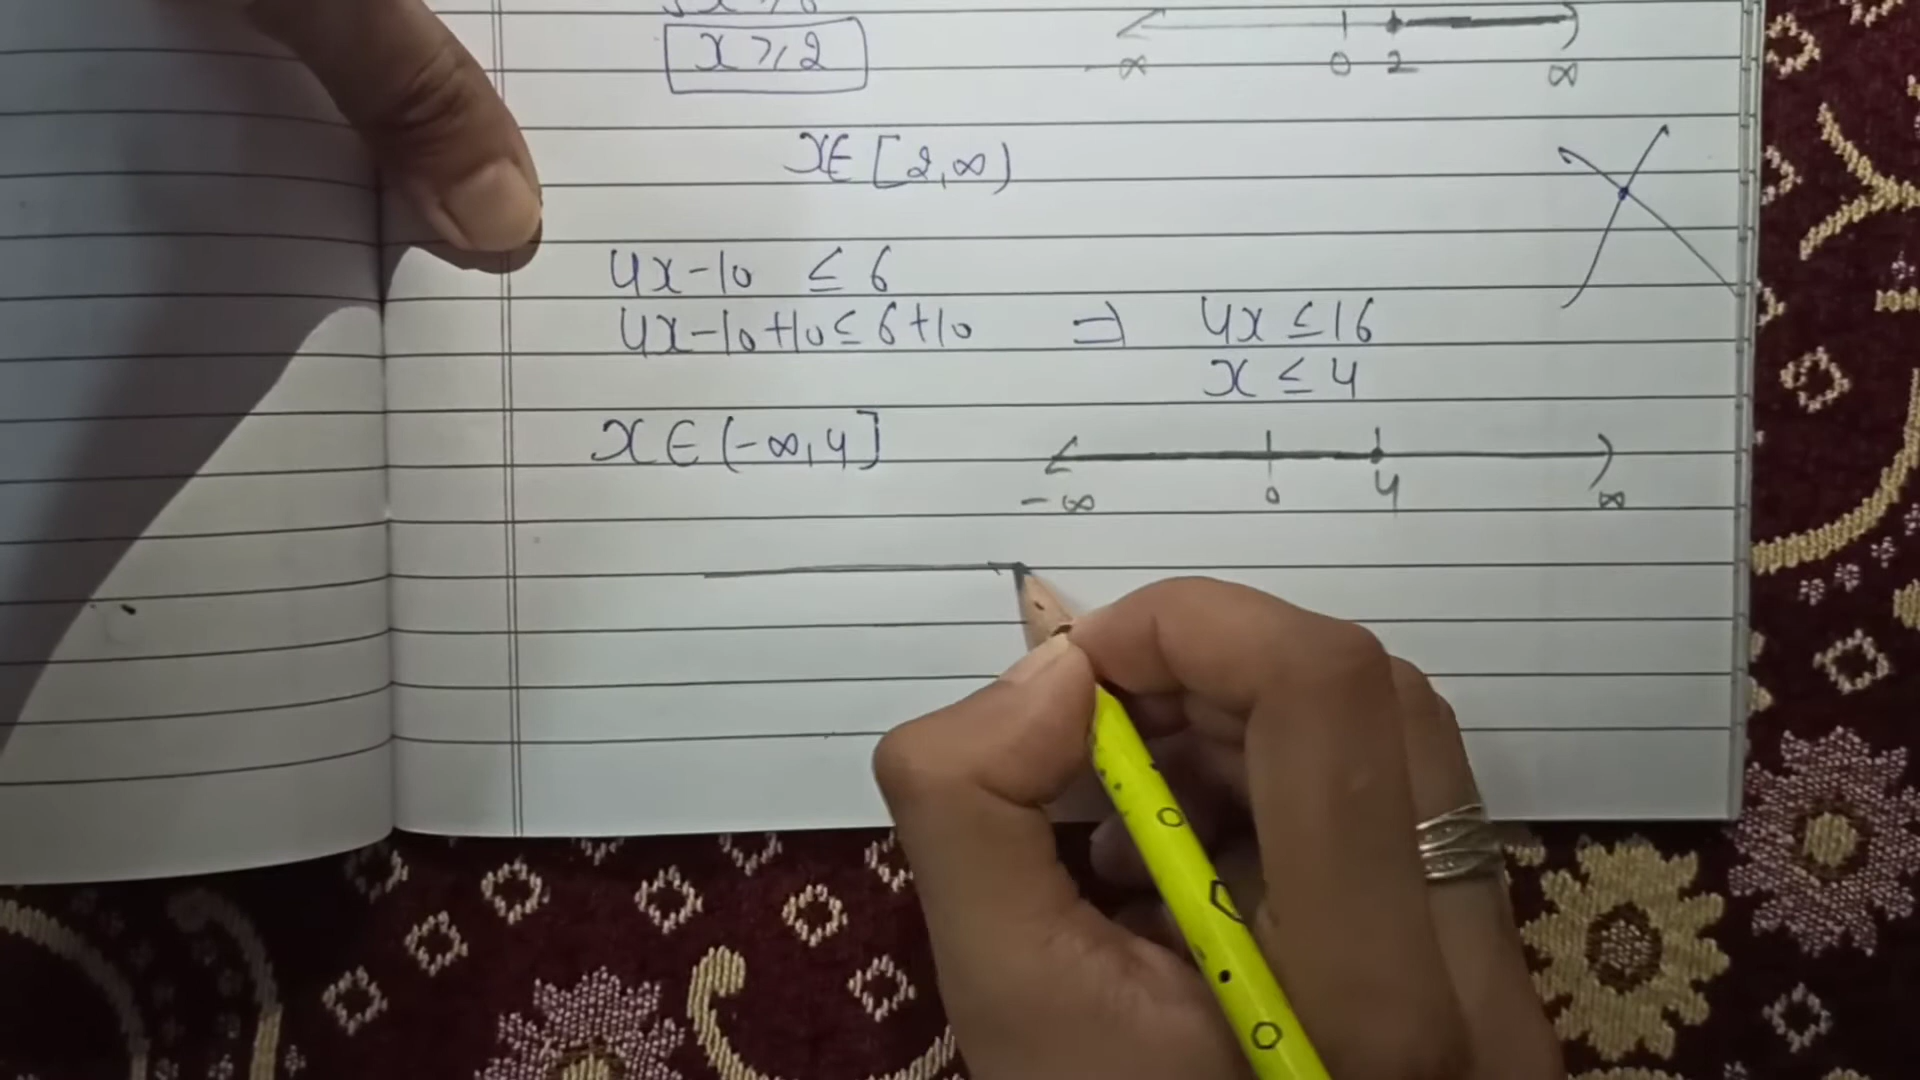 x ≥ 2
-∞ 0 2 ∞
x∈ [2,∞)
4x-10 ≤ 6
4x-10+10≤ 6+10 ⇒ 4x ≤16
x ≤ 4
x ∈ (-∞,4]
-∞ 0 4 ∞